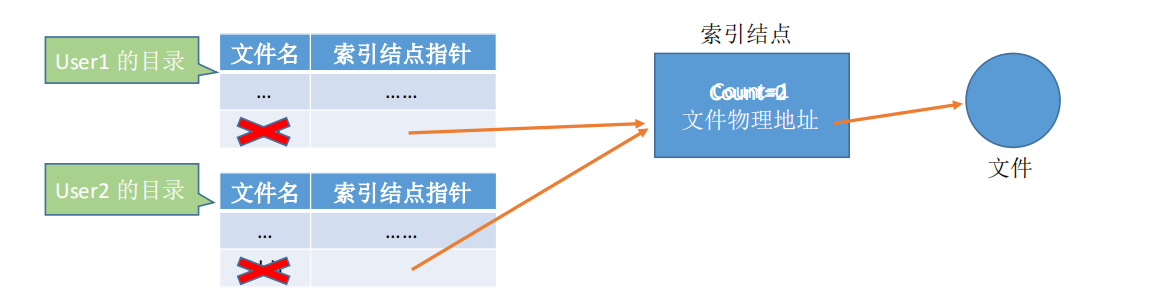 索引结点
User1 的目录
文件名 索引结点指针
... ......
文件物理地址
文件
User2 的目录
文件名 索引结点指针
... ......